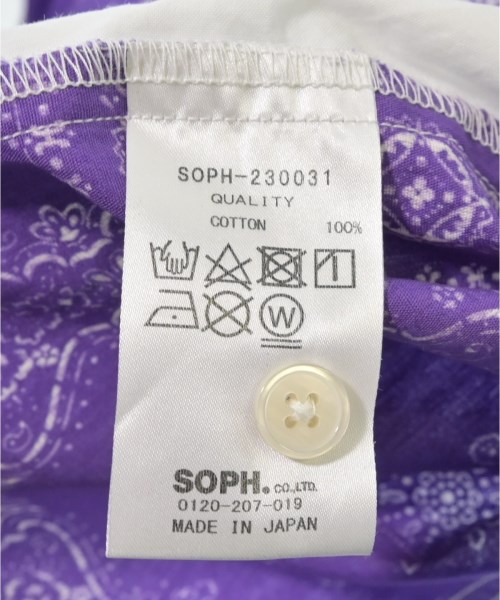 SOPH-230031
QUALITY
COTTON 100%
W
SOPH. CO.,LTD.
0120-207-019
MADE IN JAPAN